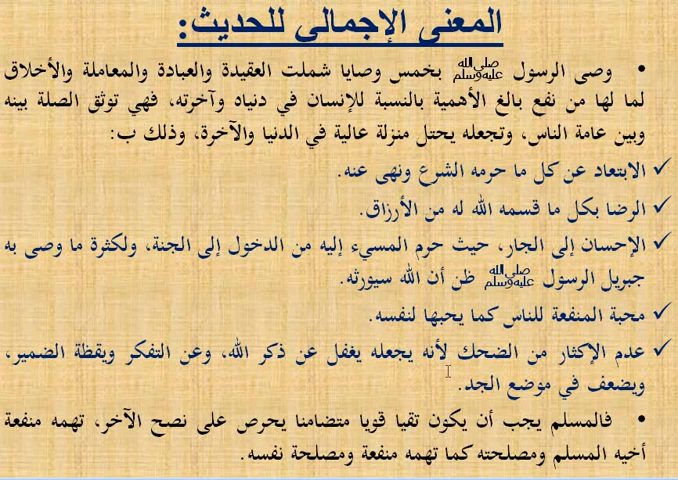 المعنى الإجمالي للحديث:
• وصى الرسول ﷺ بخمس وصايا شملت العقيدة والعبادة والمعاملة والأخلاق
لما لها من نفع بالغ الأهمية بالنسبة للإنسان في دنياه وآخرته، فهي توثق الصلة بينه
وبين عامة الناس، وتجعله يحتل منزلة عالية في الدنيا والآخرة، وذلك ب:
✓ الابتعاد عن كل ما حرمه الشرع ونهى عنه.
✓ الرضا بكل ما قسمه الله له من الأرزاق.
✓ الإحسان إلى الجار، حيث حرم المسيء إليه من الدخول إلى الجنة، ولكثرة ما وصى به
جبريل الرسول ﷺ ظن أن الله سيورثه.
✓ محبة المنفعة للناس كما يحبها لنفسه.
✓ عدم الإكثار من الضحك لأنه يجعله يغفل عن ذكر الله، وعن التفكر ويقظة الضمير،
ويضعف في موضع الجد.
• فالمسلم يجب أن يكون تقيا قويا متضامنا يحرص على نصح الآخر، تهمه منفعة
أخيه المسلم ومصلحته كما تهمه منفعة ومصلحة نفسه.